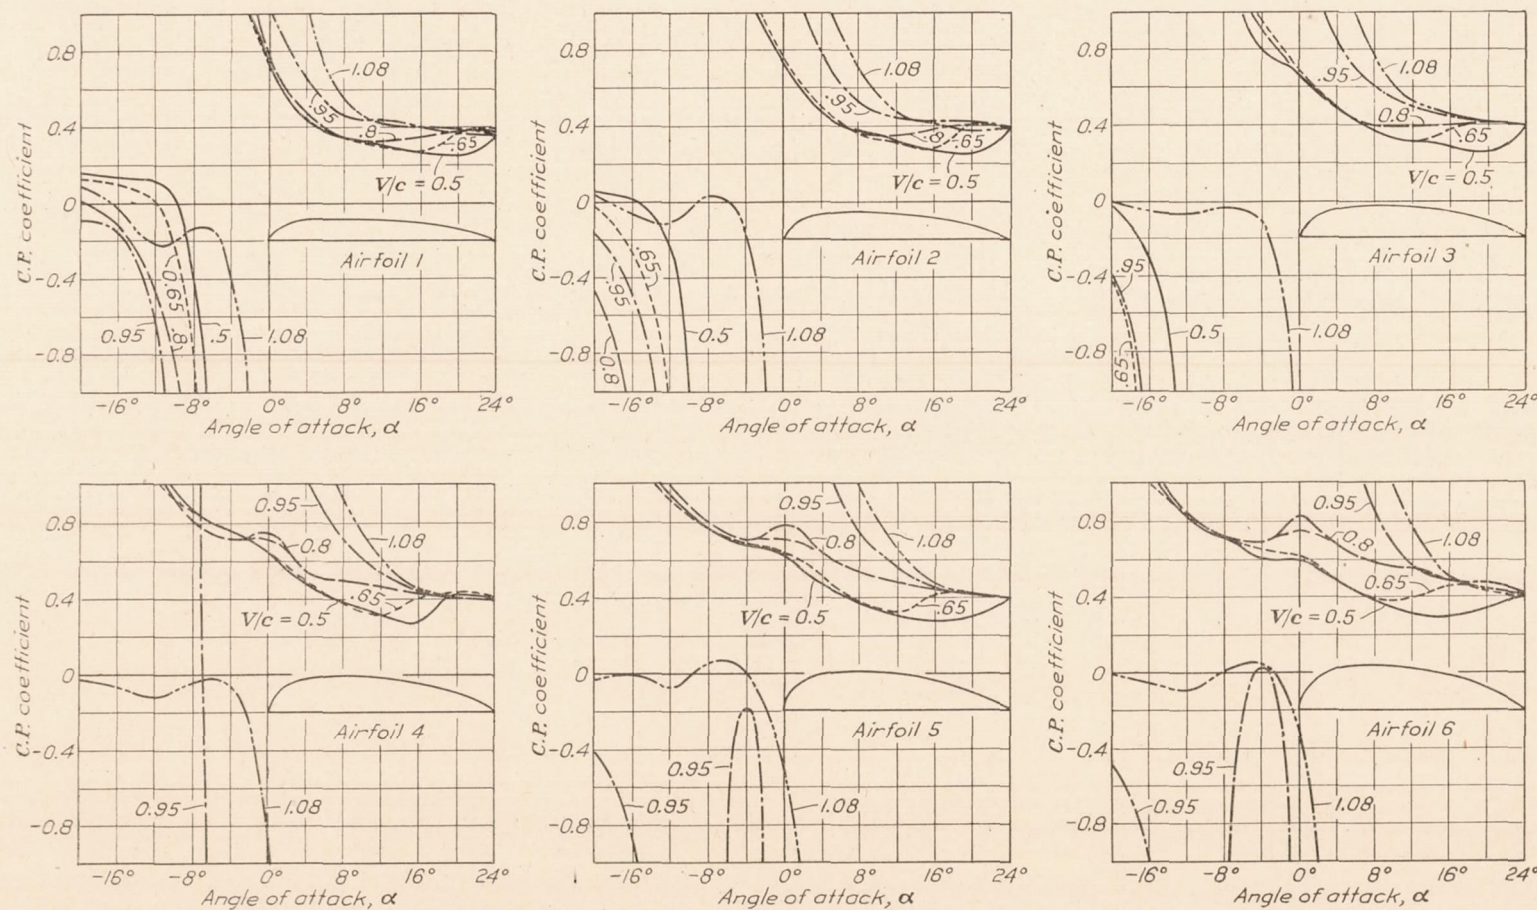 0.8
0.4
0
-0.4
-0.8
C.P. coefficient
1.08
.95
.8
.65
V/c = 0.5
Airfoil 1
0.95
0.65
.8
.5
1.08
-16° -8° 0° 8° 16° 24°
Angle of attack, α
0.8
0.4
0
-0.4
-0.8
C.P. coefficient
1.08
.95
.8
.65
V/c = 0.5
Airfoil 2
.65
.95
0.8
0.5
1.08
-16° -8° 0° 8° 16° 24°
Angle of attack, α
0.8
0.4
0
-0.4
-0.8
C.P. coefficient
.95
1.08
0.8
.65
V/c = 0.5
Airfoil 3
.95
.65
0.5
1.08
-16° -8° 0° 8° 16° 24°
Angle of attack, α
0.8
0.4
0
-0.4
-0.8
C.P. coefficient
0.95
1.08
0.8
.65
V/c = 0.5
Airfoil 4
0.95
1.08
-16° -8° 0° 8° 16° 24°
Angle of attack, α
0.8
0.4
0
-0.4
-0.8
C.P. coefficient
0.95
1.08
0.8
.65
V/c = 0.5
Airfoil 5
0.95
0.95
1.08
-16° -8° 0° 8° 16° 24°
Angle of attack, α
0.8
0.4
0
-0.4
-0.8
C.P. coefficient
0.95
1.08
0.8
0.65
V/c = 0.5
Airfoil 6
0.95
0.95
1.08
-16° -8° 0° 8° 16° 24°
Angle of attack, α